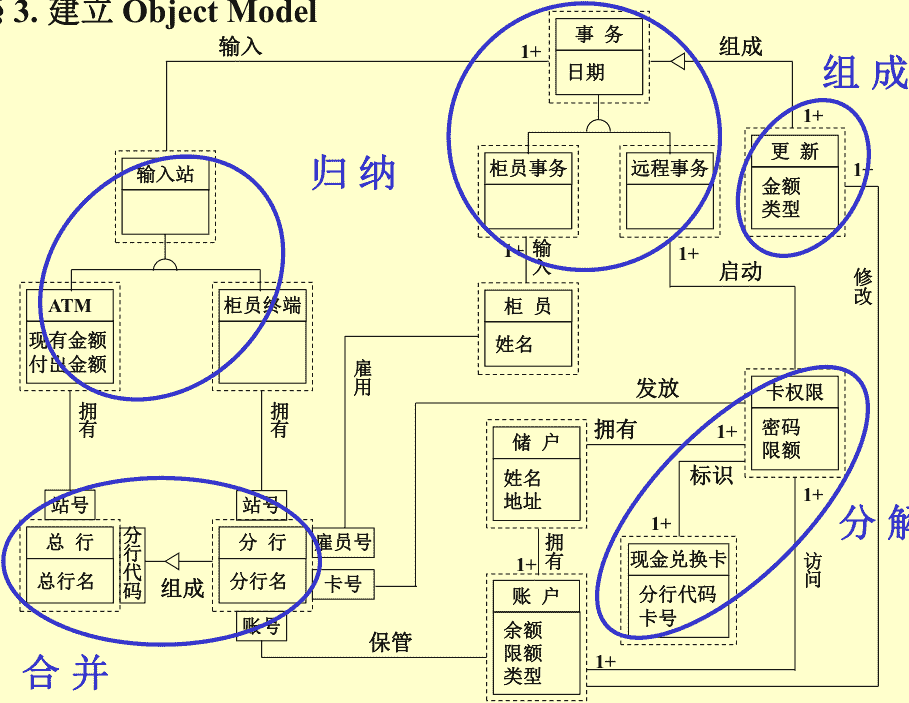 3. 建立 Object Model
输入
1+
事 务
日期
组成
组 成
1+
更 新
金额
类型
1+
归 纳
输入站
柜员事务
远程事务
1+
输入
1+
启动
修改
ATM
现有金额
付出金额
柜员终端
柜 员
姓名
雇用
拥有
拥有
发放
卡权限
密码
限额
储 户
姓名
地址
拥有
1+
标识
1+
分解
站号
站号
总 行
总行名
分行代码
组成
分 行
分行名
雇员号
卡号
账号
拥有
1+
1+
现金兑换卡
分行代码
卡号
访问
账 户
余额
限额
类型
1+
保管
合 并